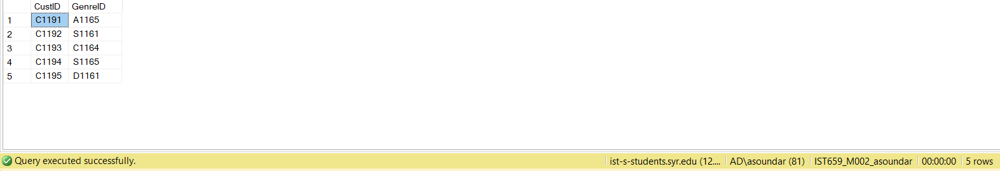 CustID GenreID
1 C1191 A1165
2 C1192 S1161
3 C1193 C1164
4 C1194 S1165
5 C1195 D1161
Query executed successfully. ist-s-students.syr.edu (12.... AD\asoundar (81) IST659_M002_asoundar 00:00:00 5 rows